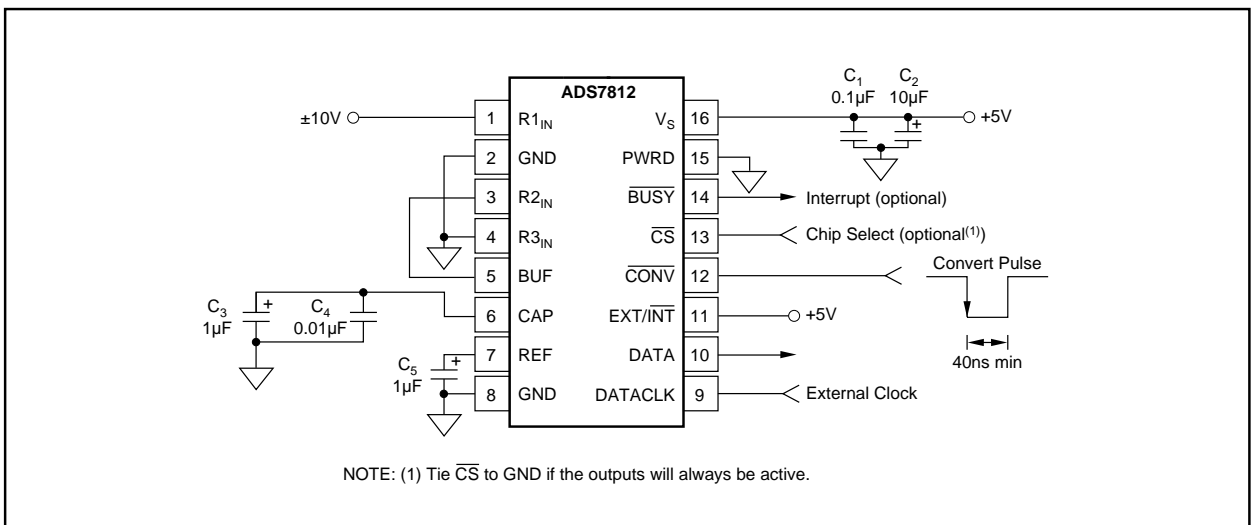 ADS7812
±10V
1 R1IN
2 GND
3 R2IN
4 R3IN
5 BUF
6 CAP
7 REF
8 GND
C3
1µF
+
C4
0.01µF
C5
1µF
+
VS 16
PWRD 15
BUSY 14
CS 13
CONV 12
EXT/INT 11
DATA 10
DATACLK 9
C1
0.1µF
C2
10µF
+
+5V
Interrupt (optional)
Chip Select (optional(1))
Convert Pulse
40ns min
+5V
External Clock
NOTE: (1) Tie CS to GND if the outputs will always be active.